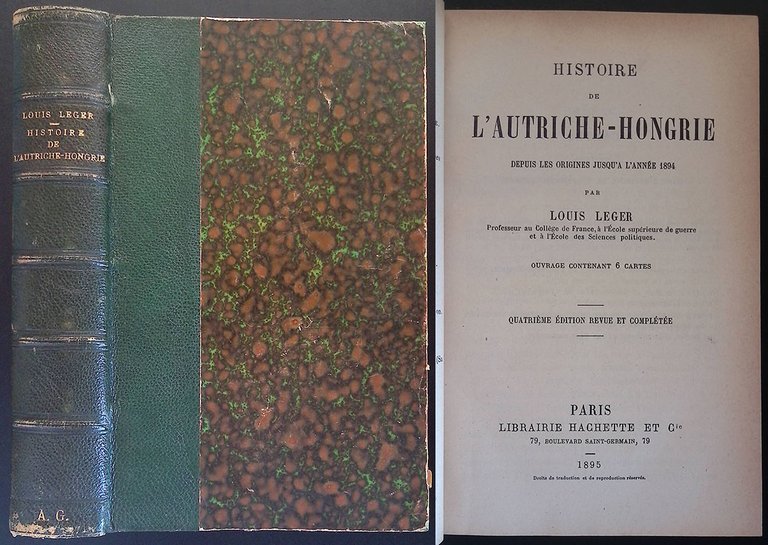 LOUIS LEGER
HISTOIRE
DE
L'AUTRICHE-HONGRIE
A. G.
HISTOIRE
DE
L'AUTRICHE-HONGRIE
DEPUIS LES ORIGINES JUSQU'A L'ANNÉE 1894
PAR
LOUIS LEGER
Professeur au Collège de France, à l'École supérieure de guerre
et à l'École des Sciences politiques.
OUVRAGE CONTENANT 6 CARTES
QUATRIÈME ÉDITION REVUE ET COMPLÉTÉE
PARIS
LIBRAIRIE HACHETTE ET Cie
79, BOULEVARD SAINT-GERMAIN, 79
1895
Droits de traduction et de reproduction réservés.